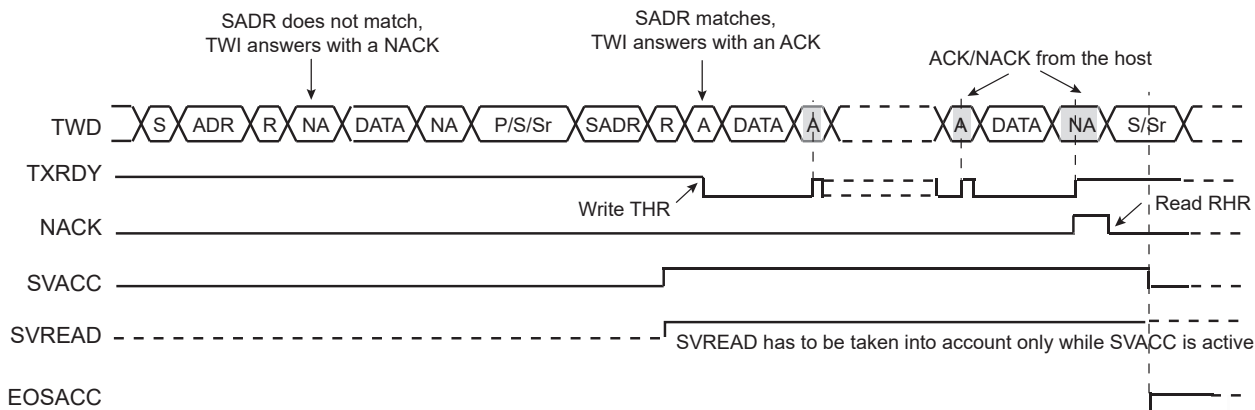 SADR does not match,
TWI answers with a NACK
SADR matches,
TWI answers with an ACK
ACK/NACK from the host
TWD S ADR R NA DATA NA P/S/Sr SADR R A DATA A A DATA NA S/Sr
TXRDY
Write THR
Read RHR
NACK
SVACC
SVREAD
SVREAD has to be taken into account only while SVACC is active
EOSACC